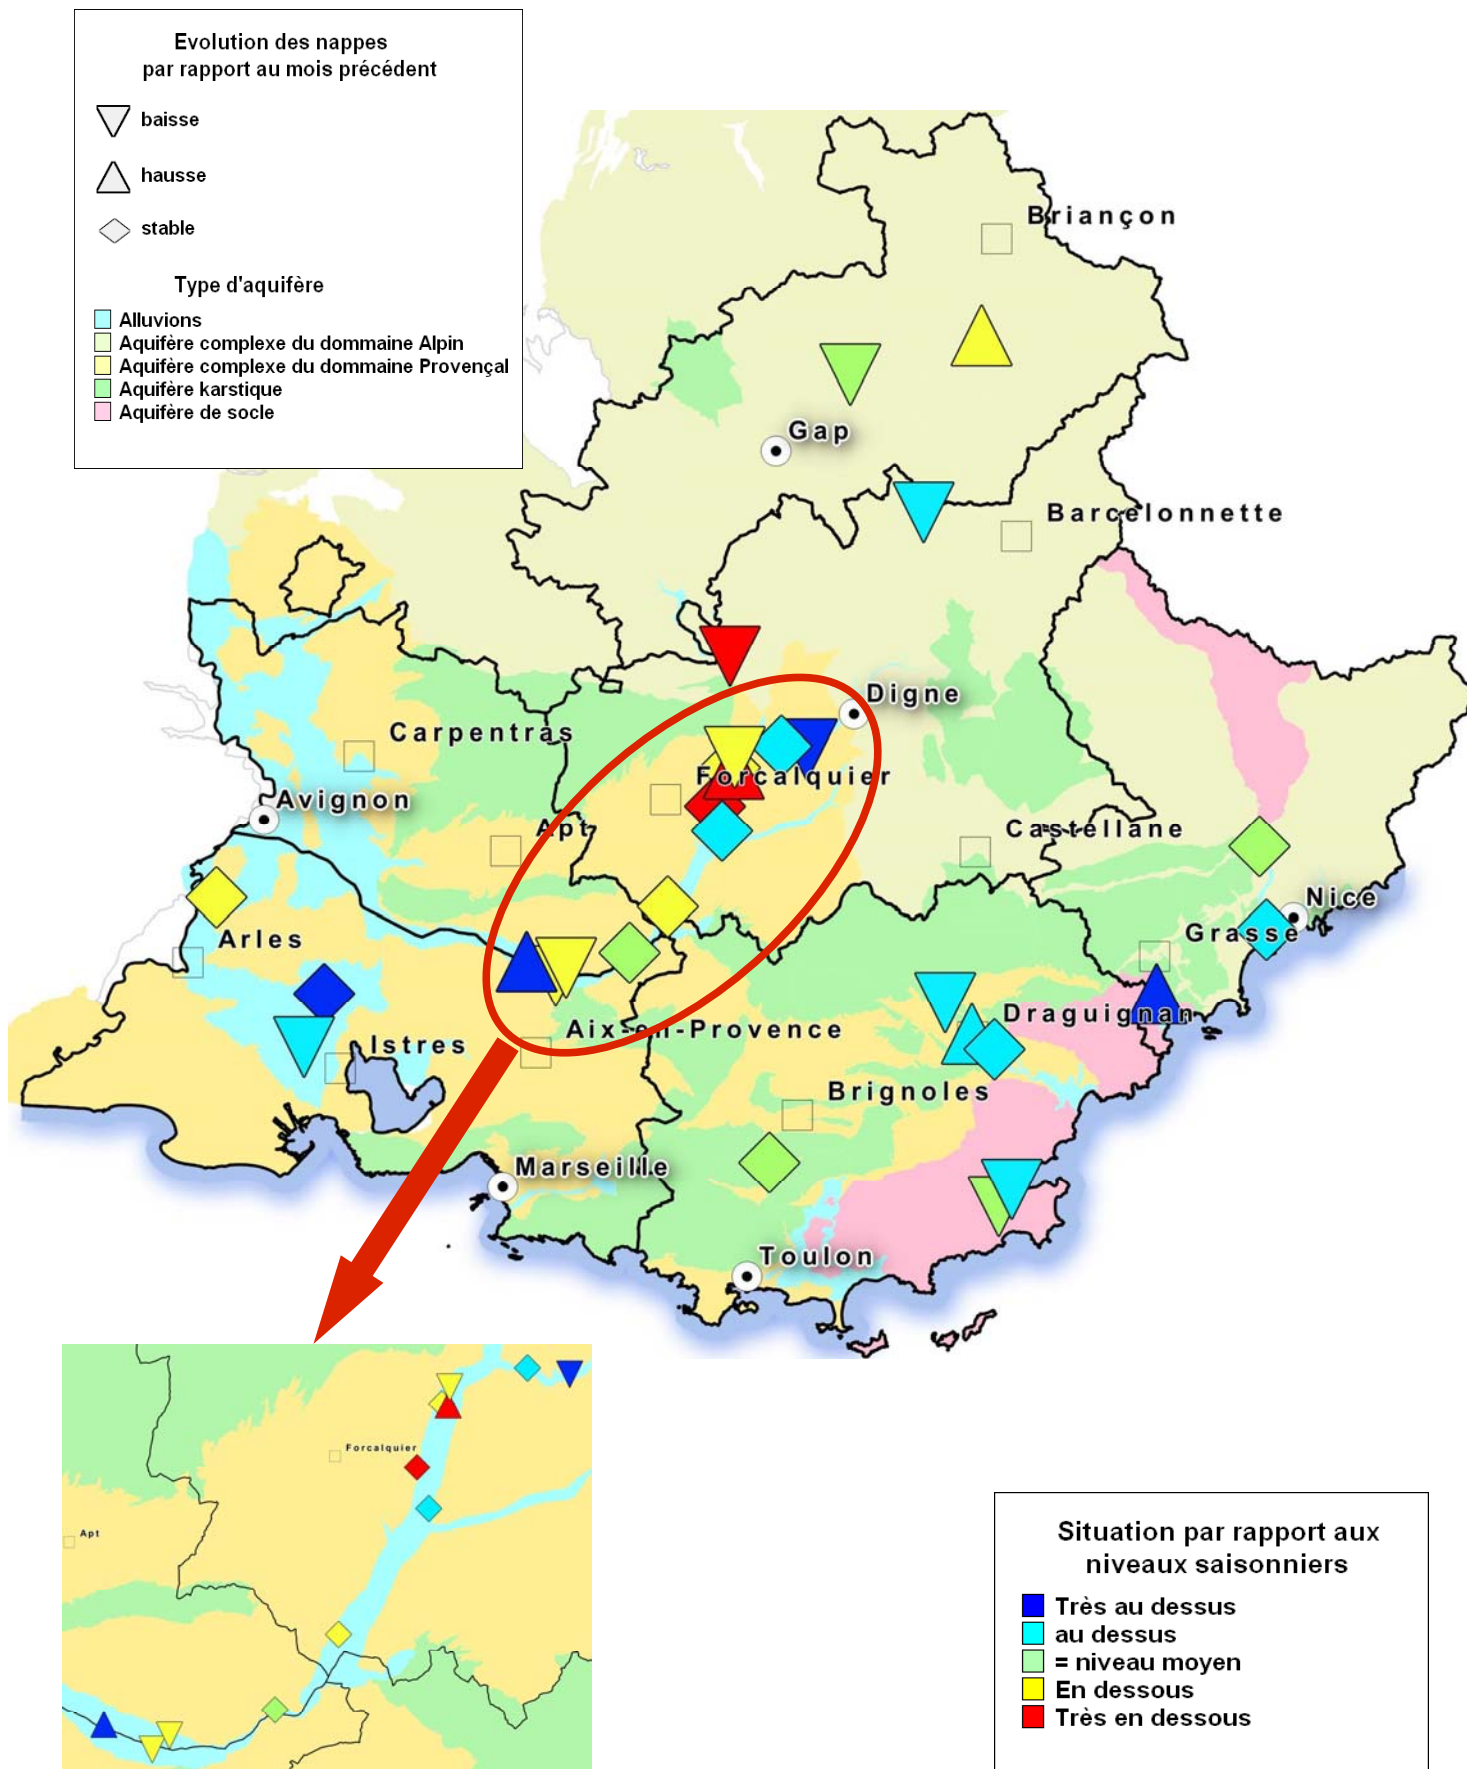 Evolution des nappes
par rapport au mois précédent
baisse
hausse
stable
Type d'aquifère
Alluvions
Aquifère complexe du dommaine Alpin
Aquifère complexe du dommaine Provençal
Aquifère karstique
Aquifère de socle
Briançon
Gap
Barcelonnette
Digne
Carpentras
Forcalquier
Avignon
Apt
Castellane
Nice
Grasse
Arles
Draguignan
Aix-en-Provence
Istres
Brignoles
Marseille
Toulon
Forcalquier
Apt
Situation par rapport aux
niveaux saisonniers
Très au dessus
au dessus
= niveau moyen
En dessous
Très en dessous